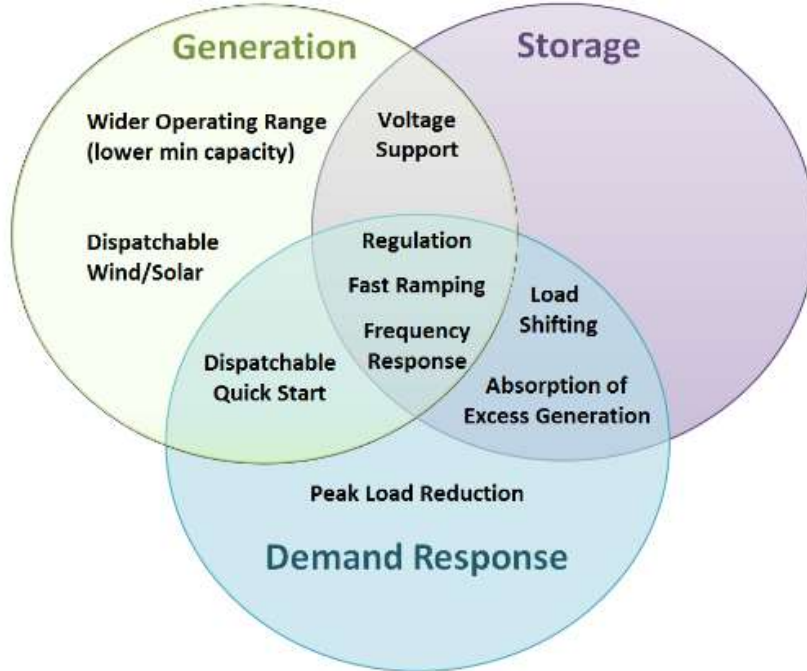 Generation
Storage
Wider Operating Range
(lower min capacity)
Voltage
Support
Dispatchable
Wind/Solar
Regulation
Fast Ramping
Frequency
Response
Load
Shifting
Dispatchable
Quick Start
Absorption of
Excess Generation
Peak Load Reduction
Demand Response